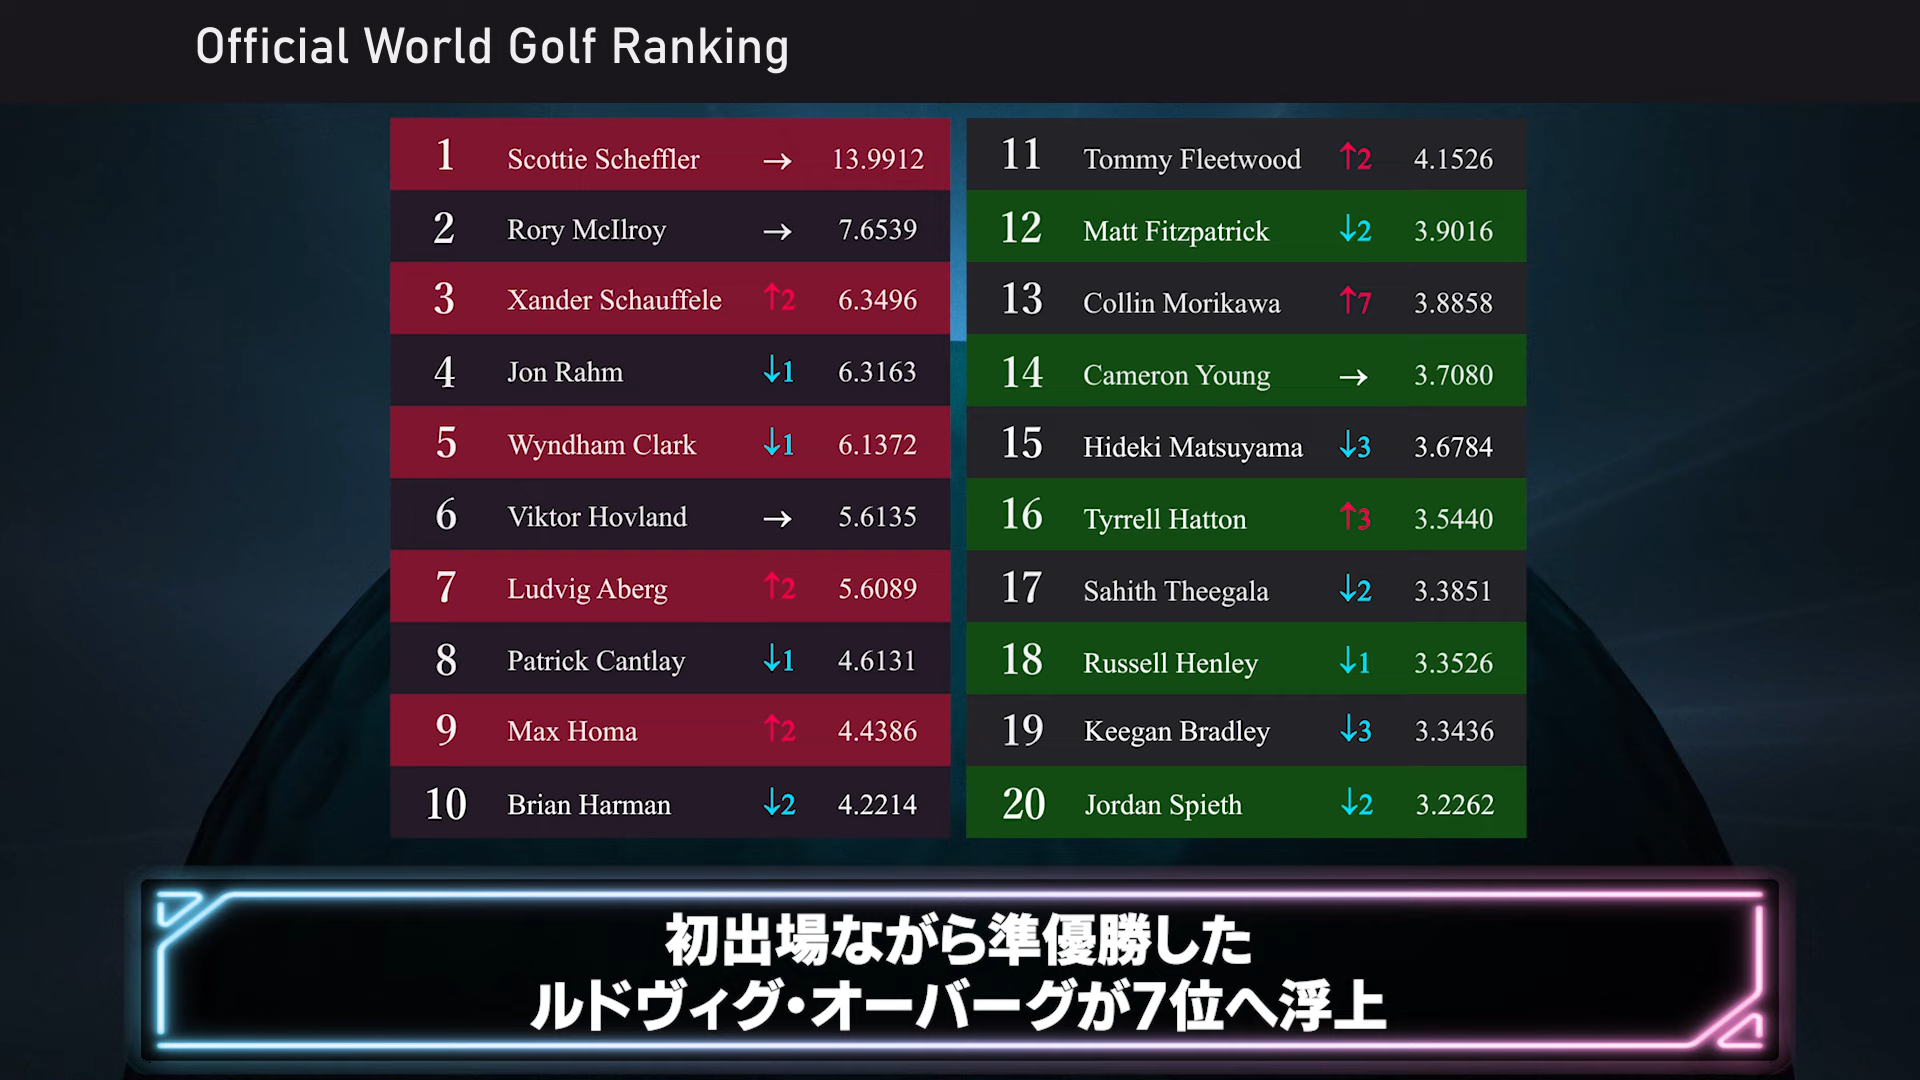 Official World Golf Ranking
1 Scottie Scheffler → 13.9912
2 Rory McIlroy → 7.6539
3 Xander Schauffele ↑2 6.3496
4 Jon Rahm ↓1 6.3163
5 Wyndham Clark ↓1 6.1372
6 Viktor Hovland → 5.6135
7 Ludvig Aberg ↑2 5.6089
8 Patrick Cantlay ↓1 4.6131
9 Max Homa ↑2 4.4386
10 Brian Harman ↓2 4.2214
11 Tommy Fleetwood ↑2 4.1526
12 Matt Fitzpatrick ↓2 3.9016
13 Collin Morikawa ↑7 3.8858
14 Cameron Young → 3.7080
15 Hideki Matsuyama ↓3 3.6784
16 Tyrrell Hatton ↑3 3.5440
17 Sahith Theegala ↓2 3.3851
18 Russell Henley ↓1 3.3526
19 Keegan Bradley ↓3 3.3436
20 Jordan Spieth ↓2 3.2262
初出場ながら準優勝した
ルドヴィグ・オーバーグが7位へ浮上